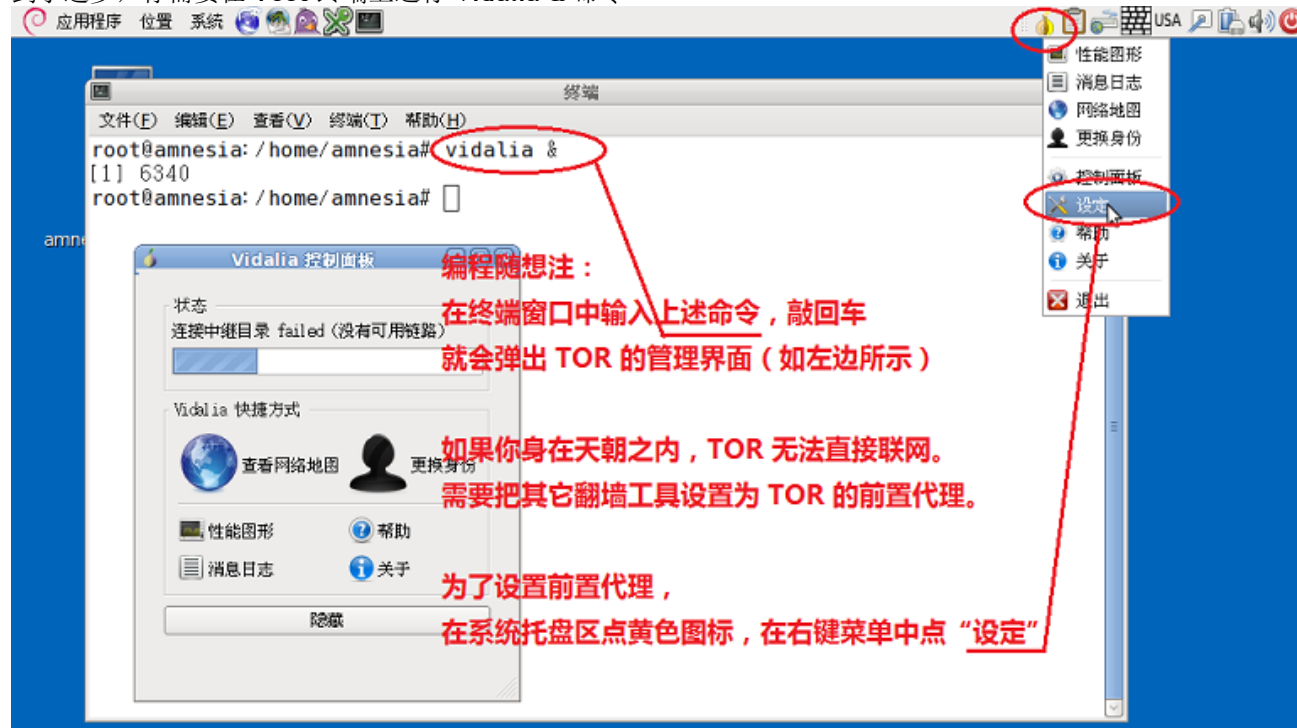 应用程序 位置 系统
USA
终端
文件(F) 编辑(E) 查看(V) 终端(T) 帮助(H)
root@amnesia:/home/amnesia# vidalia &
[1] 6340
root@amnesia:/home/amnesia#
性能图形
消息日志
网络地图
更换身份
控制面板
设定
帮助
关于
退出
Vidalia 控制面板
状态
连接中继目录 failed (没有可用链路)
Vidalia 快捷方式
查看网络地图 更换身份
性能图形 帮助
消息日志 关于
隐藏
编程随想注：
在终端窗口中输入上述命令，敲回车
就会弹出 TOR 的管理界面（如左边所示）
如果你身在天朝之内，TOR 无法直接联网。
需要把其它翻墙工具设置为 TOR 的前置代理。
为了设置前置代理，
在系统托盘区点黄色图标，在右键菜单中点“设定”